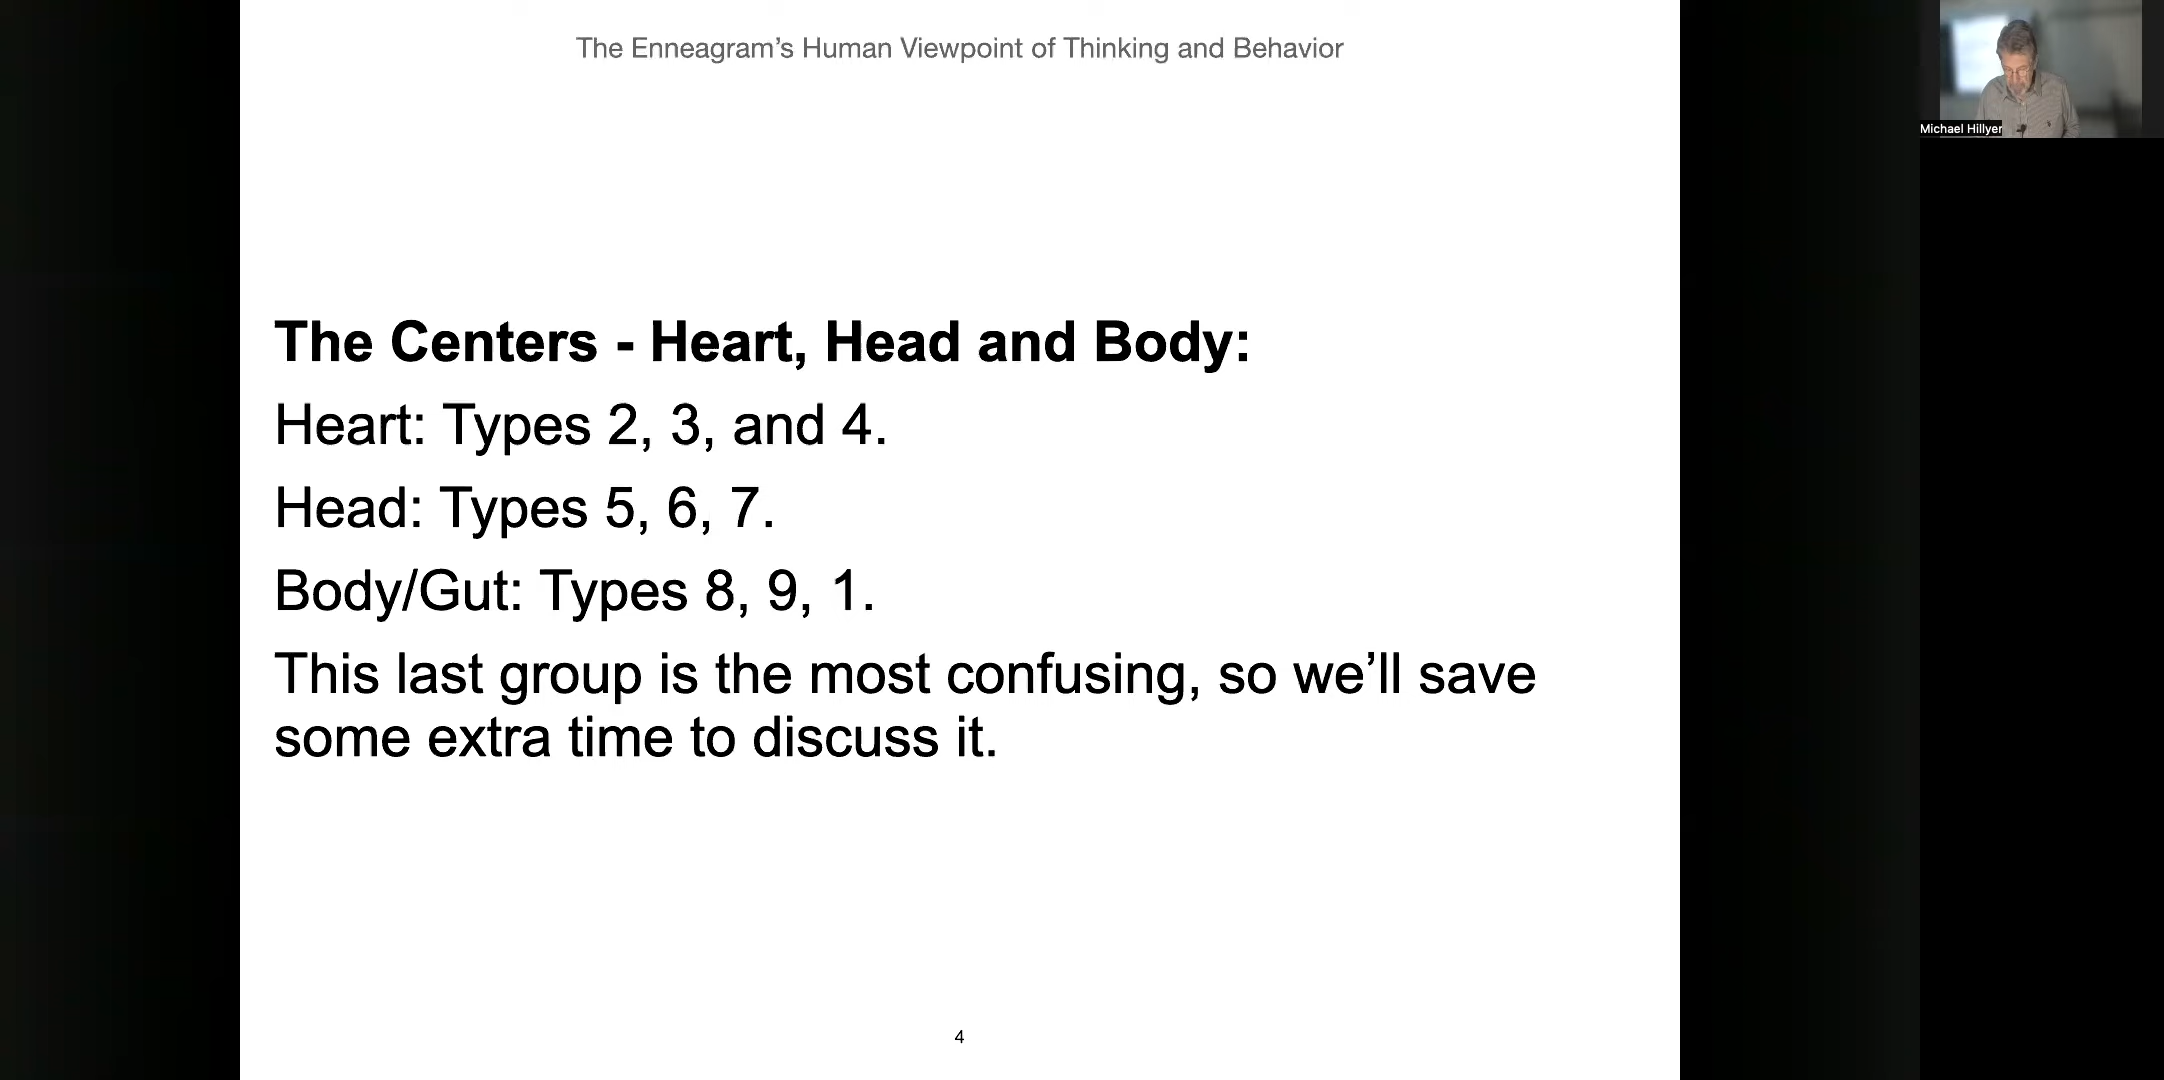 The Enneagram’s Human Viewpoint of Thinking and Behavior
Michael Hillyer
The Centers - Heart, Head and Body:
Heart: Types 2, 3, and 4.
Head: Types 5, 6, 7.
Body/Gut: Types 8, 9, 1.
This last group is the most confusing, so we’ll save
some extra time to discuss it.
4